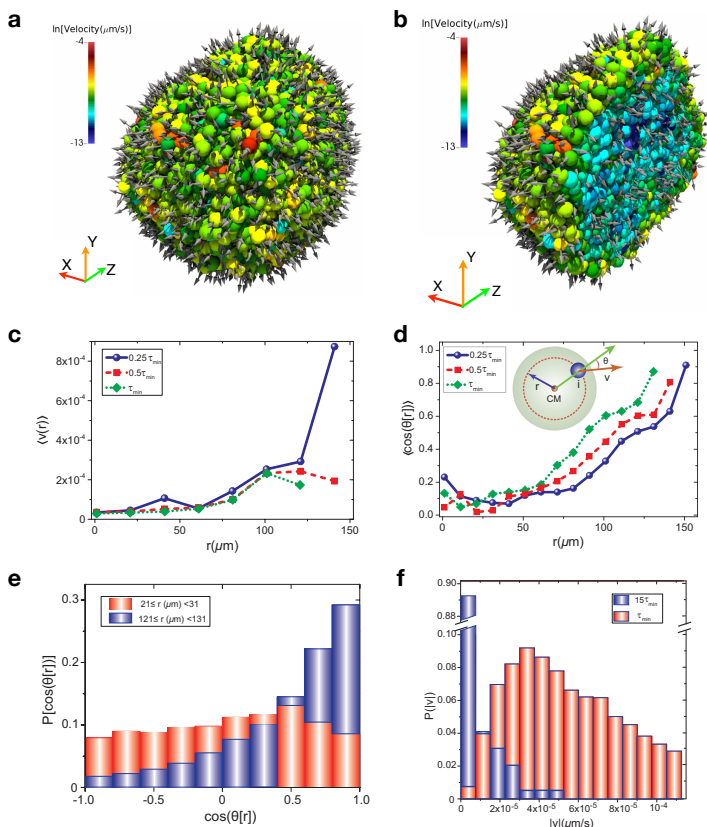 a
ln[Velocity(μm/s)]
-4
-13
Y
X
Z
b
ln[Velocity(μm/s)]
-4
-13
Y
X
Z
c
⟨v(r)⟩
8x10⁻⁴
6x10⁻⁴
4x10⁻⁴
2x10⁻⁴
0
0.25τmin
0.5τmin
τmin
0 50 100 150
r(μm)
d
⟨cos(θ[r])⟩
1.0
0.8
0.6
0.4
0.2
0.0
0.25τmin
0.5τmin
τmin
r
i
θ
v
CM
0 50 100 150
r(μm)
e
P[cos(θ[r])]
0.3
0.2
0.1
0
21≤ r (μm) <31
121≤ r (μm) <131
-1.0 -0.5 0.0 0.5 1.0
cos(θ[r])
f
P(|v|)
0.90
0.88
0.10
0.08
0.06
0.04
0.02
0
15τmin
τmin
0 2x10⁻⁵ 4x10⁻⁵ 6x10⁻⁵ 8x10⁻⁵ 10⁻⁴
|v|(μm/s)